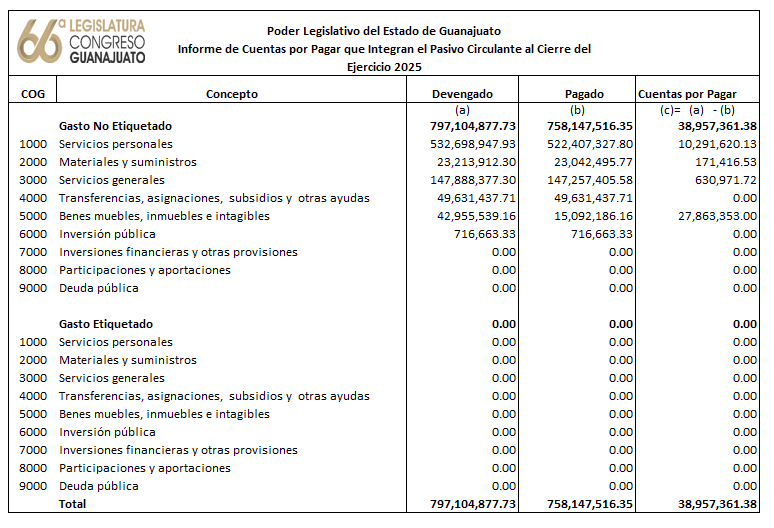 66ª LEGISLATURA
CONGRESO
GUANAJUATO
Poder Legislativo del Estado de Guanajuato
Informe de Cuentas por Pagar que Integran el Pasivo Circulante al Cierre del
Ejercicio 2025
COG Concepto Devengado Pagado Cuentas por Pagar
(a) (b) (c)= (a) - (b)
Gasto No Etiquetado 797,104,877.73 758,147,516.35 38,957,361.38
1000 Servicios personales 532,698,947.93 522,407,327.80 10,291,620.13
2000 Materiales y suministros 23,213,912.30 23,042,495.77 171,416.53
3000 Servicios generales 147,888,377.30 147,257,405.58 630,971.72
4000 Transferencias, asignaciones, subsidios y otras ayudas 49,631,437.71 49,631,437.71 0.00
5000 Benes muebles, inmuebles e intagibles 42,955,539.16 15,092,186.16 27,863,353.00
6000 Inversión pública 716,663.33 716,663.33 0.00
7000 Inversiones financieras y otras provisiones 0.00 0.00 0.00
8000 Participaciones y aportaciones 0.00 0.00 0.00
9000 Deuda pública 0.00 0.00 0.00
Gasto Etiquetado 0.00 0.00 0.00
1000 Servicios personales 0.00 0.00 0.00
2000 Materiales y suministros 0.00 0.00 0.00
3000 Servicios generales 0.00 0.00 0.00
4000 Transferencias, asignaciones, subsidios y otras ayudas 0.00 0.00 0.00
5000 Benes muebles, inmuebles e intagibles 0.00 0.00 0.00
6000 Inversión pública 0.00 0.00 0.00
7000 Inversiones financieras y otras provisiones 0.00 0.00 0.00
8000 Participaciones y aportaciones 0.00 0.00 0.00
9000 Deuda pública 0.00 0.00 0.00
Total 797,104,877.73 758,147,516.35 38,957,361.38